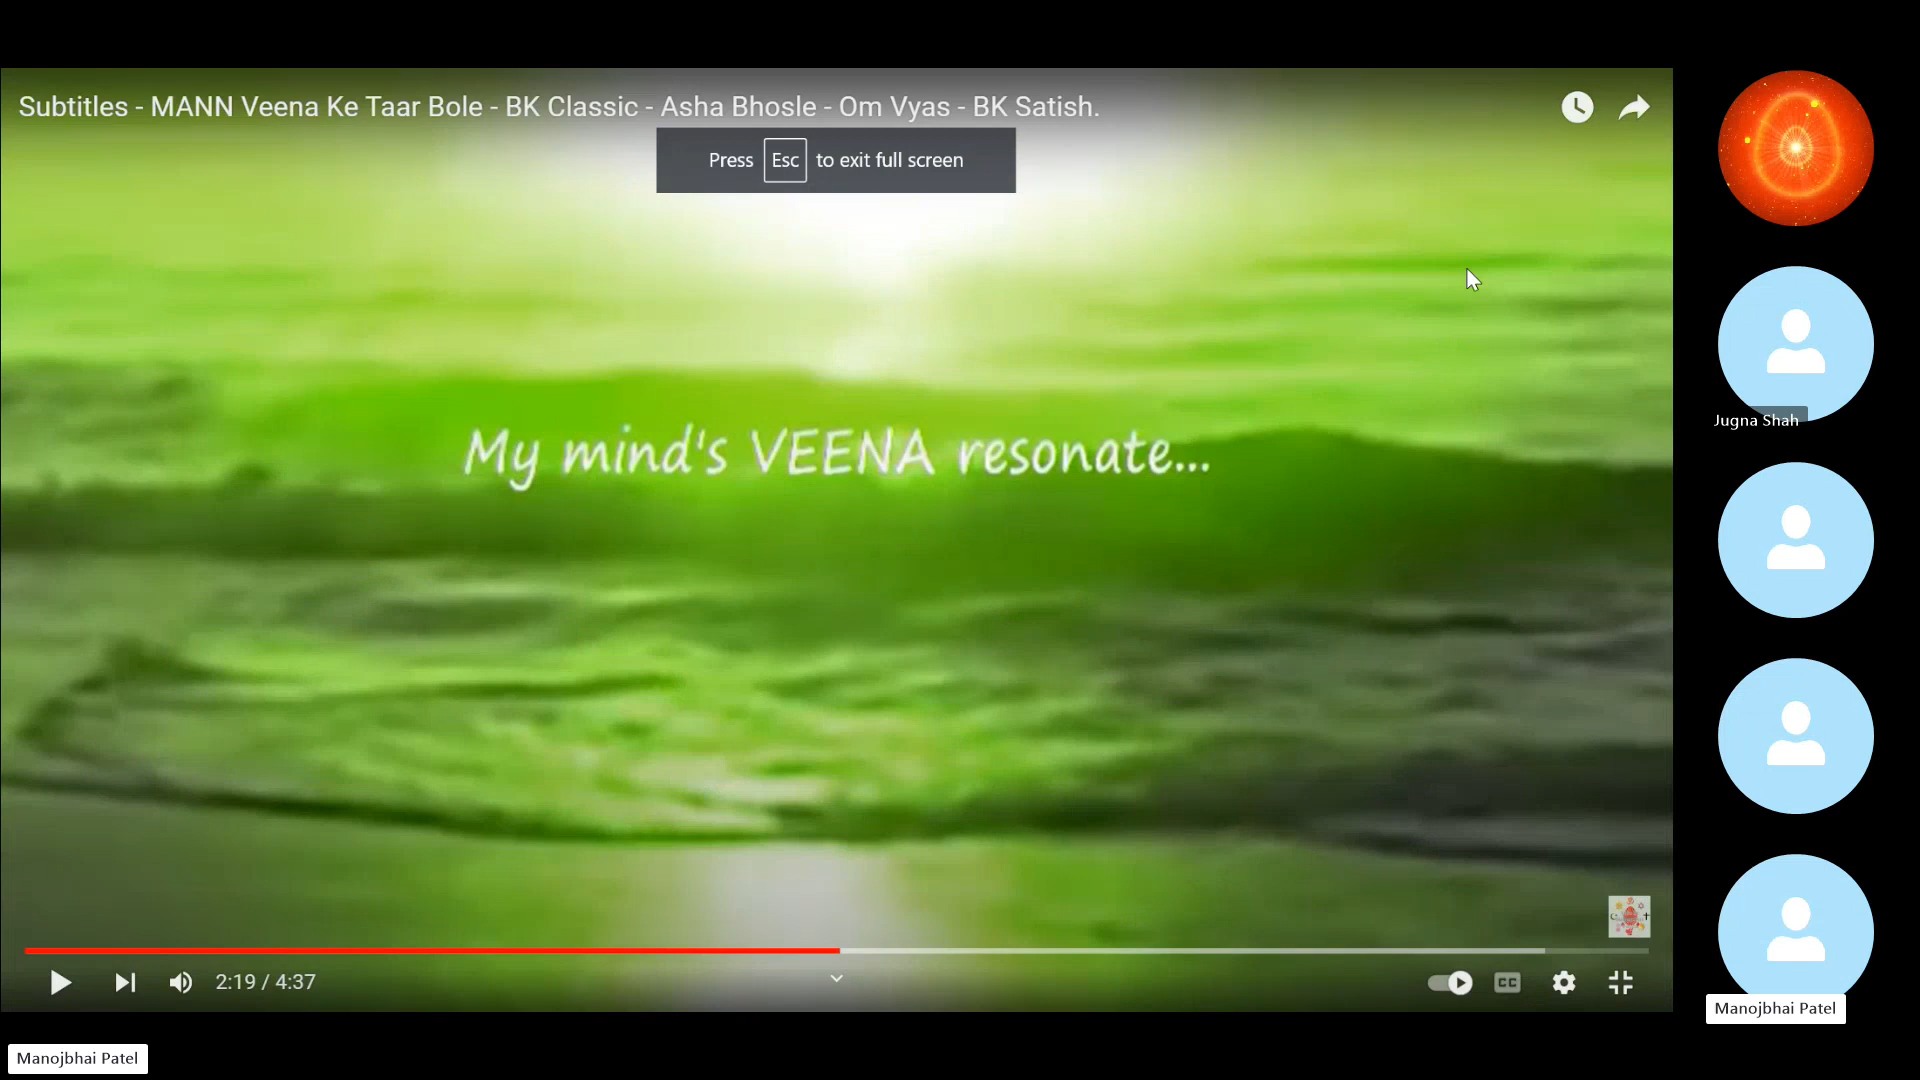 Subtitles - MANN Veena Ke Taar Bole - BK Classic - Asha Bhosle - Om Vyas - BK Satish.
Press Esc to exit full screen
Jugna Shah
My mind's VEENA resonate...
2:19 / 4:37
CC
Manojbhai Patel
Manojbhai Patel